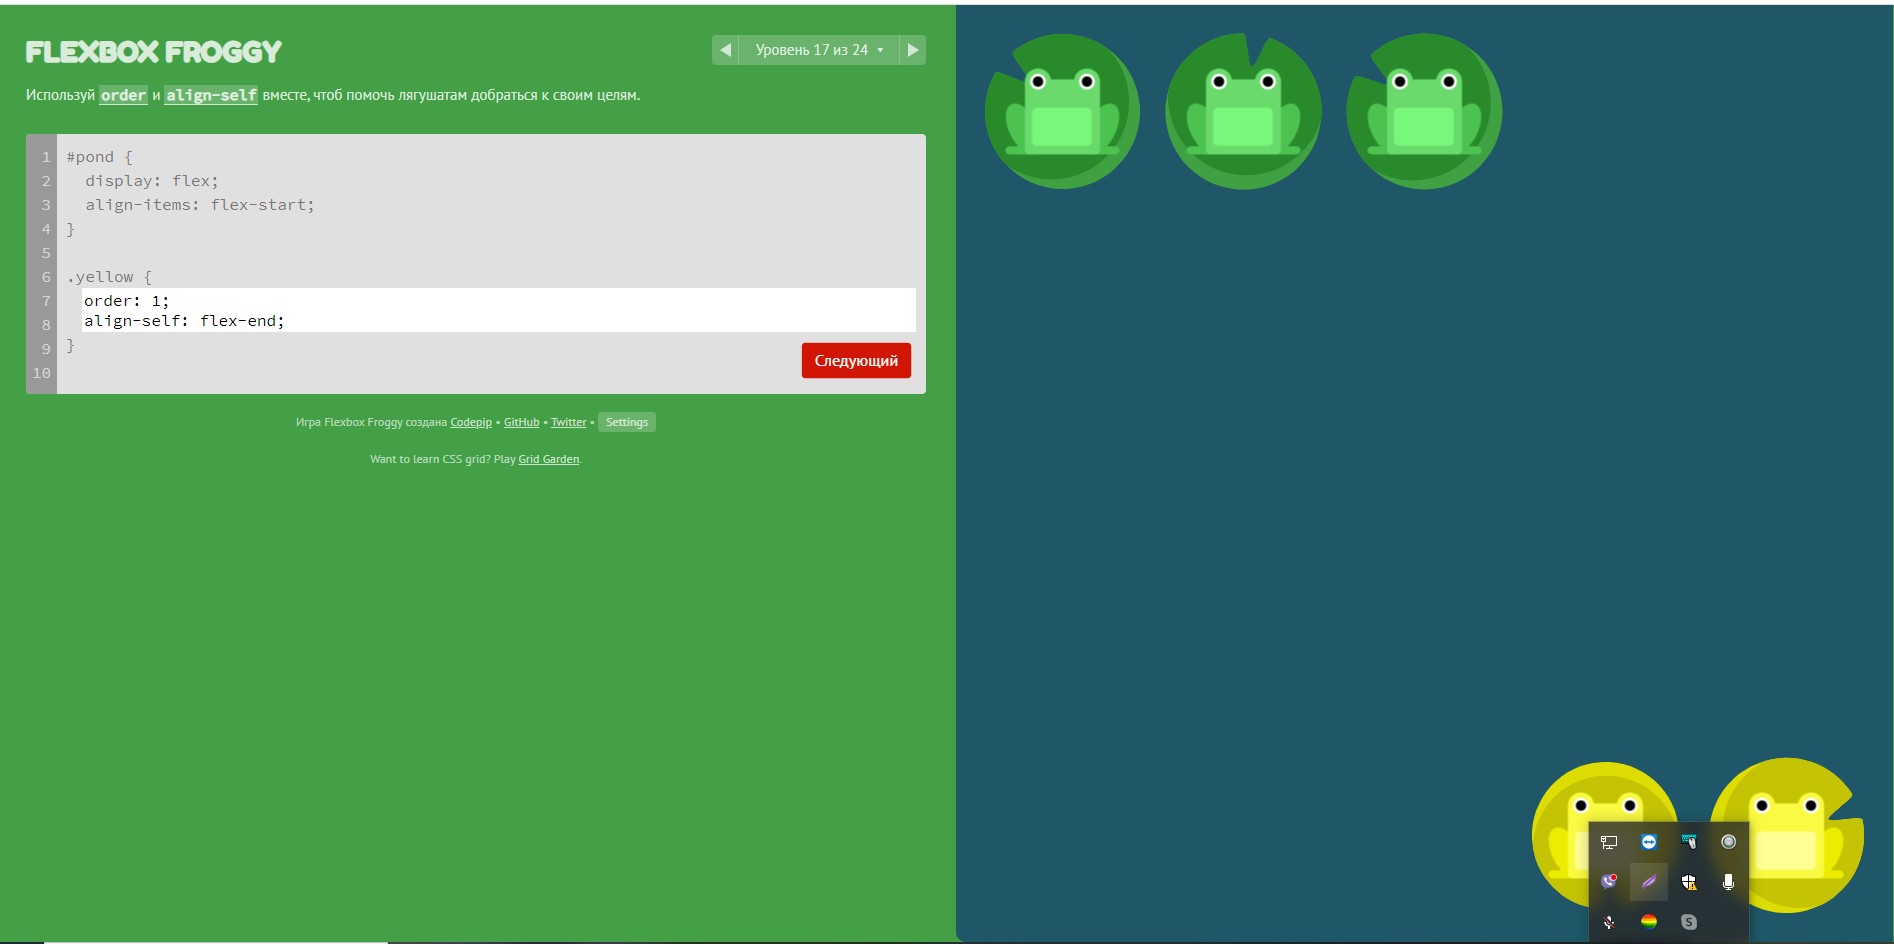 FLEXBOX FROGGY
Уровень 17 из 24
Используй order и align-self вместе, чтоб помочь лягушатам добраться к своим целям.
1 #pond {
2 display: flex;
3 align-items: flex-start;
4 }
5
6 .yellow {
7 order: 1;
8 align-self: flex-end;
9 }
10
Следующий
Игра Flexbox Froggy создана Codepip • GitHub • Twitter • Settings
Want to learn CSS grid? Play Grid Garden.
S